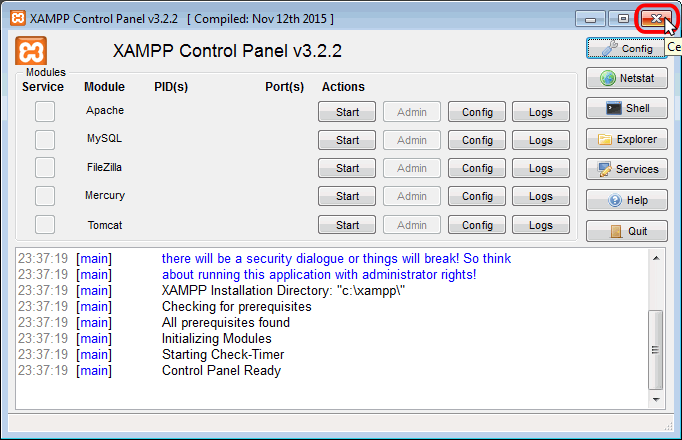 XAMPP Control Panel v3.2.2 [ Compiled: Nov 12th 2015 ]
XAMPP Control Panel v3.2.2
Config
Ce
Modules
Service Module PID(s) Port(s) Actions
Netstat
Apache Start Admin Config Logs
Shell
MySQL Start Admin Config Logs
Explorer
FileZilla Start Admin Config Logs
Services
Mercury Start Admin Config Logs
Help
Tomcat Start Admin Config Logs
Quit
23:37:19 [main] there will be a security dialogue or things will break! So think
23:37:19 [main] about running this application with administrator rights!
23:37:19 [main] XAMPP Installation Directory: "c:\xampp\"
23:37:19 [main] Checking for prerequisites
23:37:19 [main] All prerequisites found
23:37:19 [main] Initializing Modules
23:37:19 [main] Starting Check-Timer
23:37:19 [main] Control Panel Ready